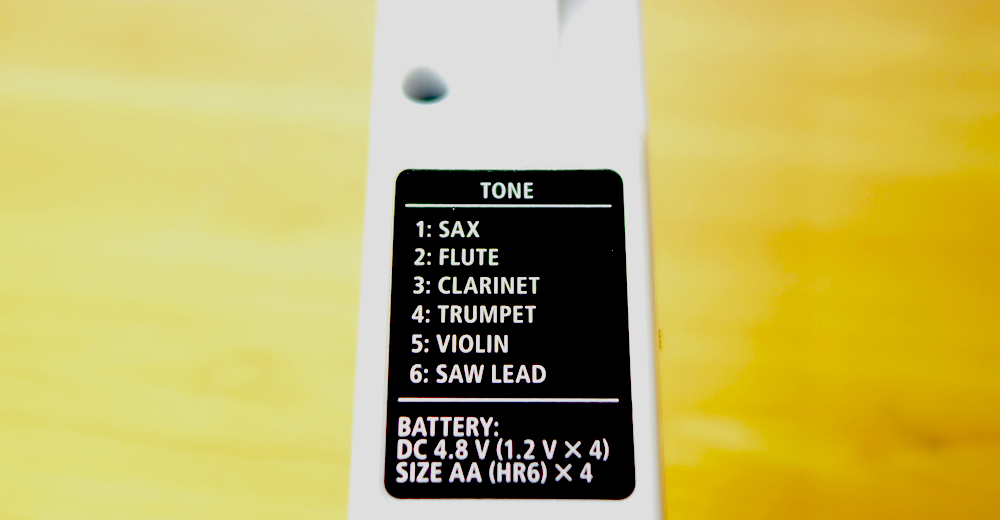 TONE
1: SAX
2: FLUTE
3: CLARINET
4: TRUMPET
5: VIOLIN
6: SAW LEAD
BATTERY:
DC 4.8 V (1.2 V × 4)
SIZE AA (HR6) × 4